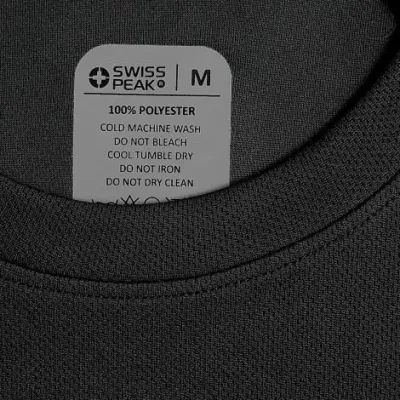 SWISS PEAK® | M
100% POLYESTER
COLD MACHINE WASH
DO NOT BLEACH
COOL TUMBLE DRY
DO NOT IRON
DO NOT DRY CLEAN